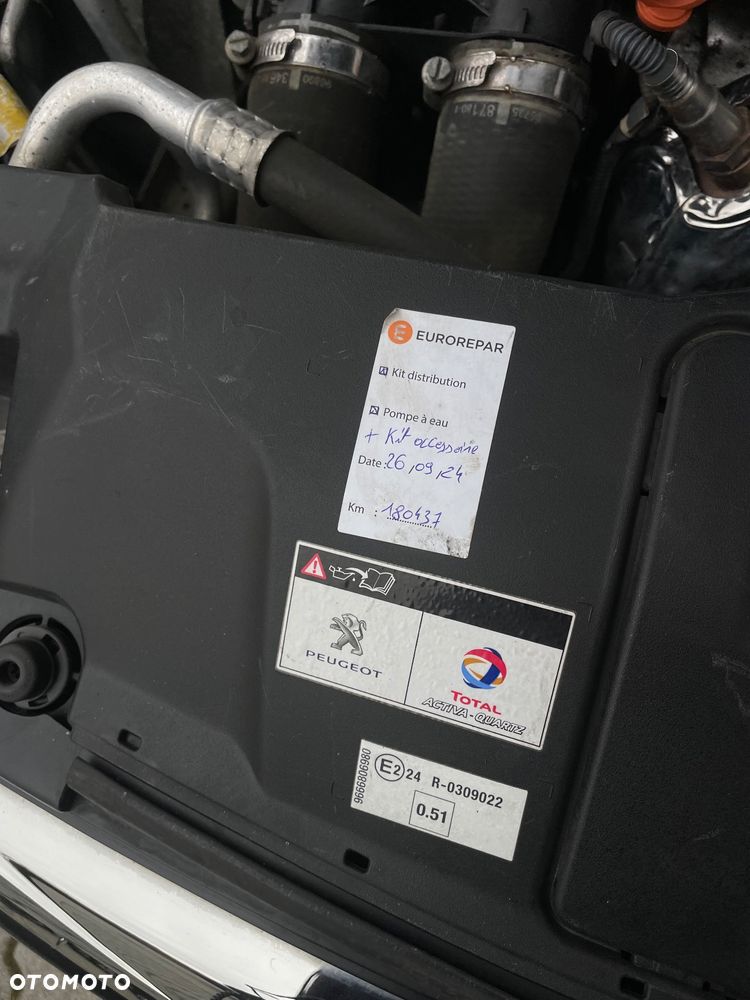 EUROREPAR
Kit distribution
Pompe à eau
+ Kit accessoire
Date : 26,09,24
Km : 180437
PEUGEOT
TOTAL
ACTIVA-QUARTZ
9666806980
E2 24 R-0309022
0.51
OTOMOTO